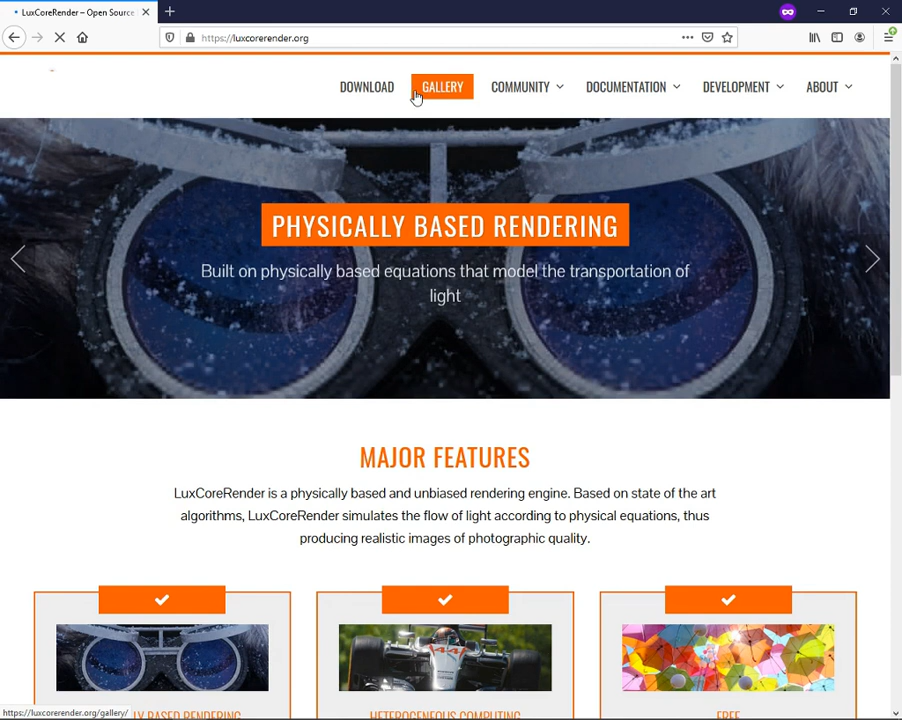 LuxCoreRender – Open Source
https://luxcorerender.org
DOWNLOAD GALLERY COMMUNITY DOCUMENTATION DEVELOPMENT ABOUT
PHYSICALLY BASED RENDERING
Built on physically based equations that model the transportation of
light
MAJOR FEATURES
LuxCoreRender is a physically based and unbiased rendering engine. Based on state of the art
algorithms, LuxCoreRender simulates the flow of light according to physical equations, thus
producing realistic images of photographic quality.
44
https://luxcorerender.org/gallery/
LY BASED RENDERING HETEROGENEOUS COMPUTING FREE